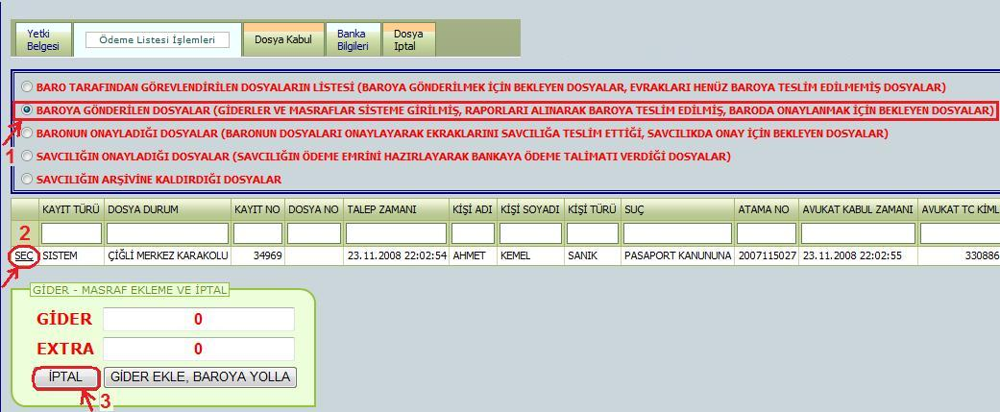 Yetki Belgesi
Ödeme Listesi İşlemleri
Dosya Kabul
Banka Bilgileri
Dosya Iptal
BARO TARAFINDAN GÖREVLENDİRİLEN DOSYALARIN LİSTESİ (BAROYA GÖNDERİLMEK İÇİN BEKLEYEN DOSYALAR, EVRAKLARI HENÜZ BAROYA TESLİM EDİLMEMİŞ DOSYALAR)
BAROYA GÖNDERİLEN DOSYALAR (GİDERLER VE MASRAFLAR SİSTEME GİRİLMİŞ, RAPORLARI ALINARAK BAROYA TESLİM EDİLMİŞ, BARODA ONAYLANMAK İÇİN BEKLEYEN DOSYALAR)
BARONUN ONAYLADIĞI DOSYALAR (BARONUN DOSYALARI ONAYLAYARAK EKRAKLARINI SAVCILIĞA TESLİM ETTİĞİ, SAVCILIKDA ONAY İÇİN BEKLEYEN DOSYALAR)
1
SAVCILIĞIN ONAYLADIĞI DOSYALAR (SAVCILIĞIN ÖDEME EMRİNİ HAZIRLAYARAK BANKAYA ÖDEME TALİMATI VERDİĞİ DOSYALAR)
SAVCILIĞIN ARŞİVİNE KALDIRDIĞI DOSYALAR
KAYIT TÜRÜ DOSYA DURUM KAYIT NO DOSYA NO TALEP ZAMANI KİŞİ ADI KİŞİ SOYADI KİŞİ TÜRÜ SUÇ ATAMA NO AVUKAT KABUL ZAMANI AVUKAT TC KİML
2
SEÇ SISTEM ÇİĞLİ MERKEZ KARAKOLU 34969 23.11.2008 22:02:54 AHMET KEMEL SANIK PASAPORT KANUNUNA 2007115027 23.11.2008 22:02:55 330886
GİDER - MASRAF EKLEME VE İPTAL
GİDER 0
EXTRA 0
İPTAL GİDER EKLE, BAROYA YOLLA
3